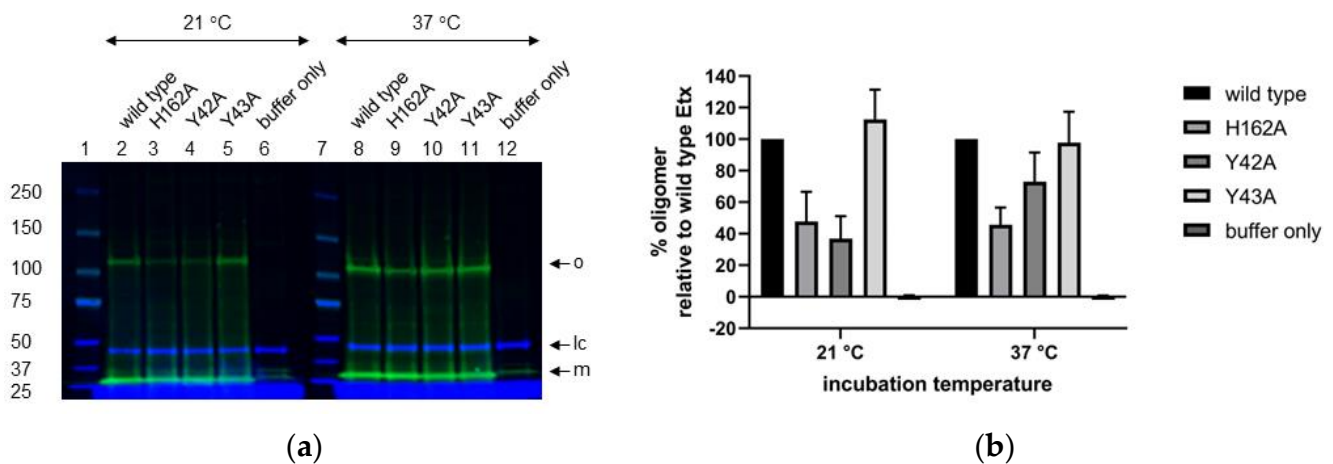 21 °C
37 °C
wild type
H162A
Y42A
Y43A
buffer only
wild type
H162A
Y42A
Y43A
buffer only
1 2 3 4 5 6 7 8 9 10 11 12
250
150
100
75
50
37
25
o
lc
m
(a)
% oligomer
relative to wild type Etx
140
120
100
80
60
40
20
0
-20
21 °C 37 °C
incubation temperature
wild type
H162A
Y42A
Y43A
buffer only
(b)